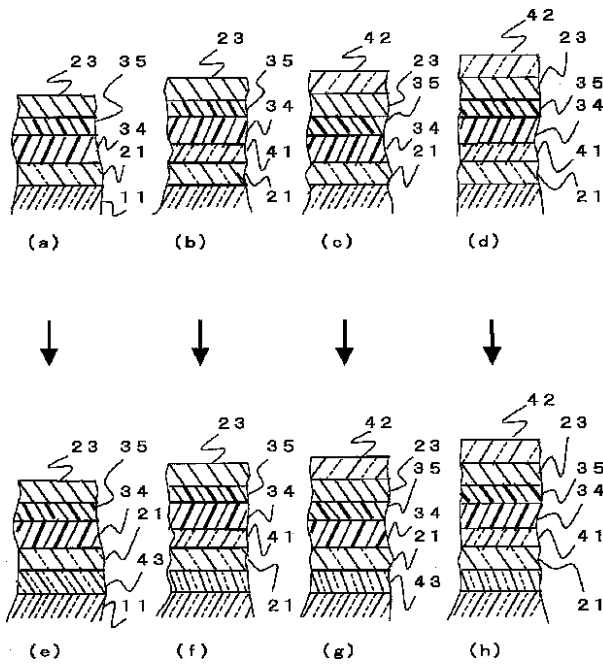 23 35 34 21 11
(a)
23 35 34 41 21
(b)
42 23 35 34 21
(c)
42 23 35 34 41 21
(d)
23 35 34 21 43 11
(e)
23 35 34 41 21
(f)
42 23 35 34 21 43
(g)
42 23 35 34 41 21
(h)